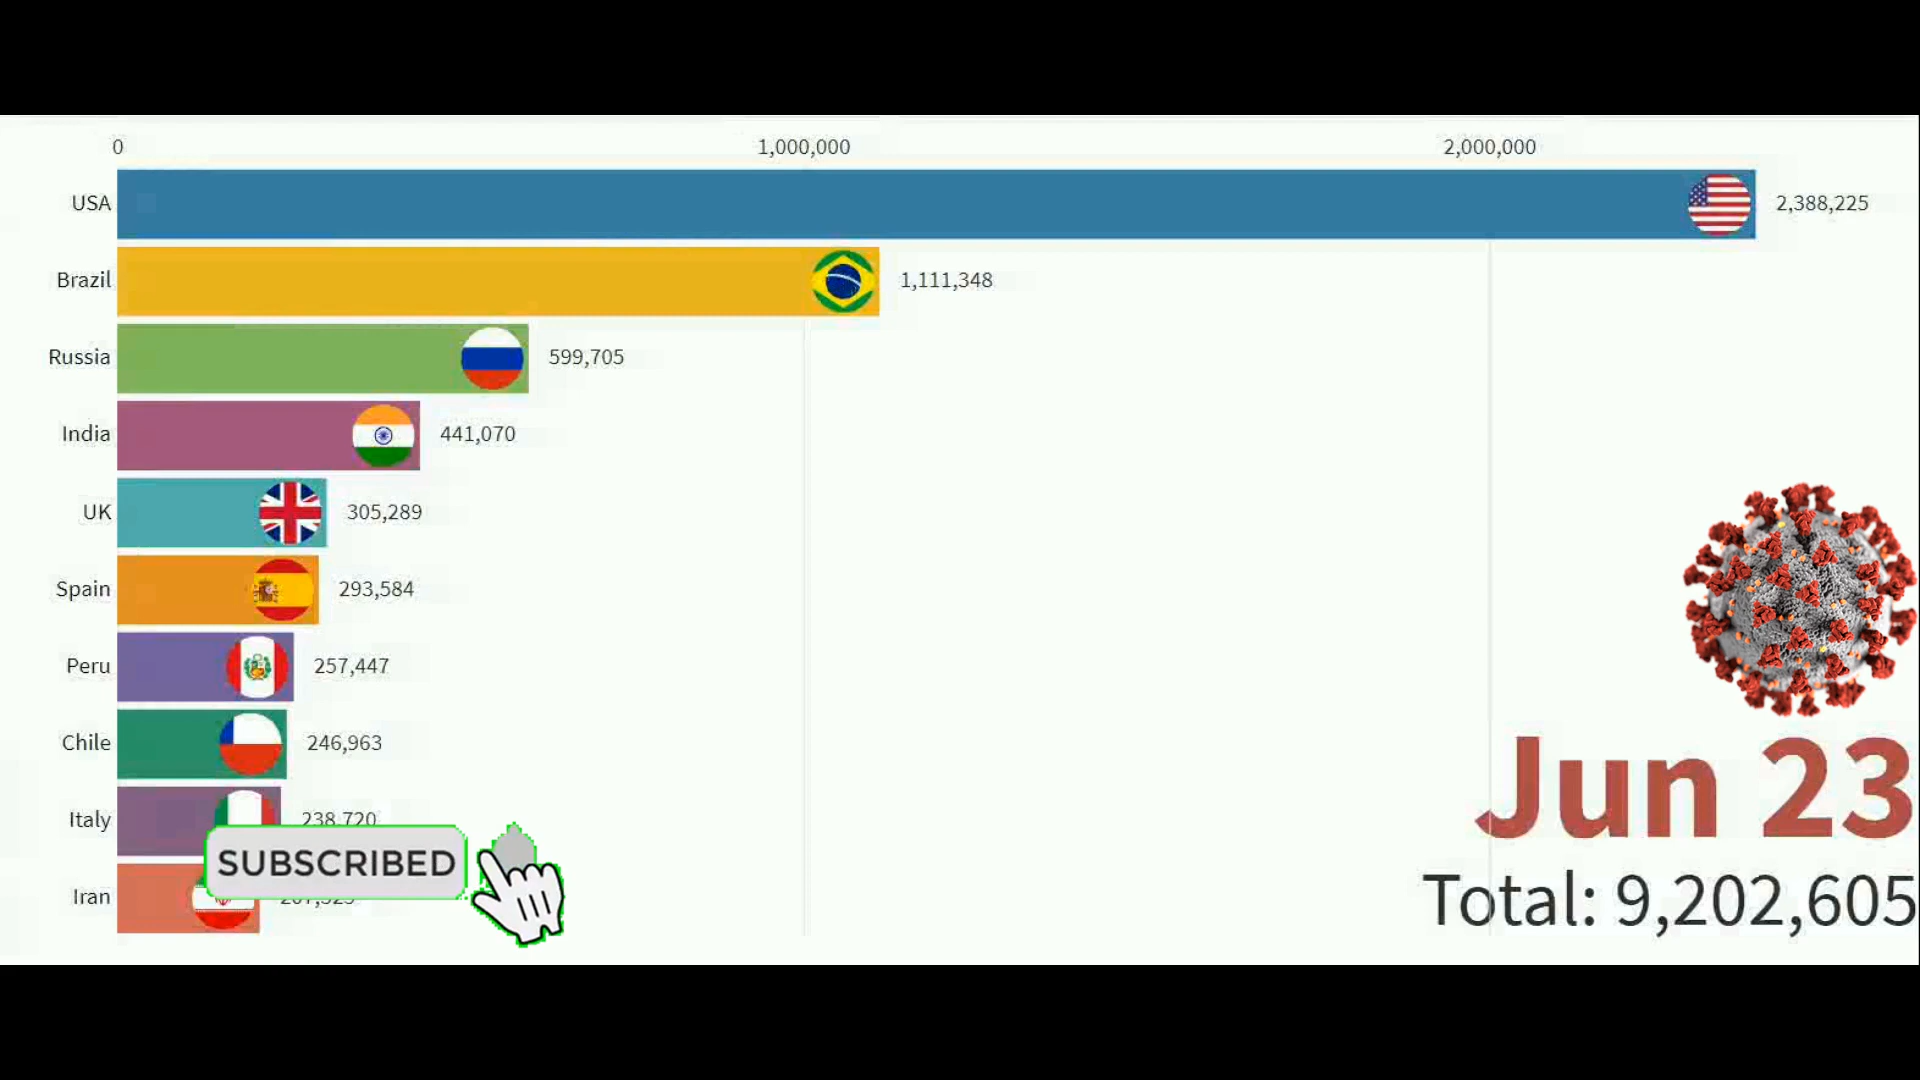 0 1,000,000 2,000,000
USA 2,388,225
Brazil 1,111,348
Russia 599,705
India 441,070
UK 305,289
Spain 293,584
Peru 257,447
Chile 246,963
Italy 238,720
Iran
SUBSCRIBED
Jun 23
Total: 9,202,605